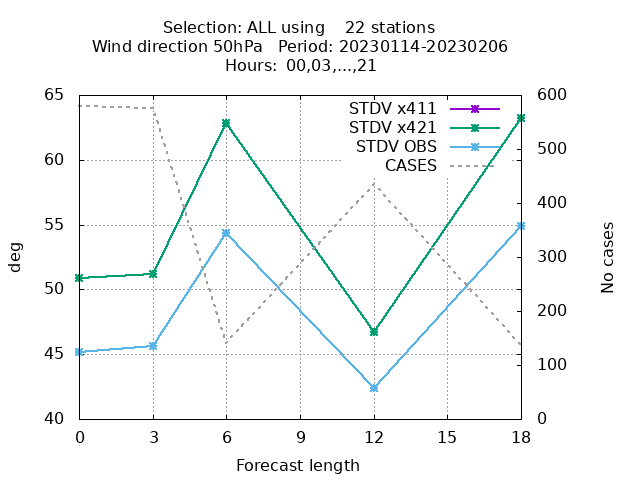 Selection: ALL using    22 stations
Wind direction 50hPa   Period: 20230114-20230206
Hours: 00,03,...,21
65
60
55
50
45
40
600
500
400
300
200
100
0
STDV x411
STDV x421
STDV OBS
CASES
deg
No cases
0 3 6 9 12 15 18
Forecast length